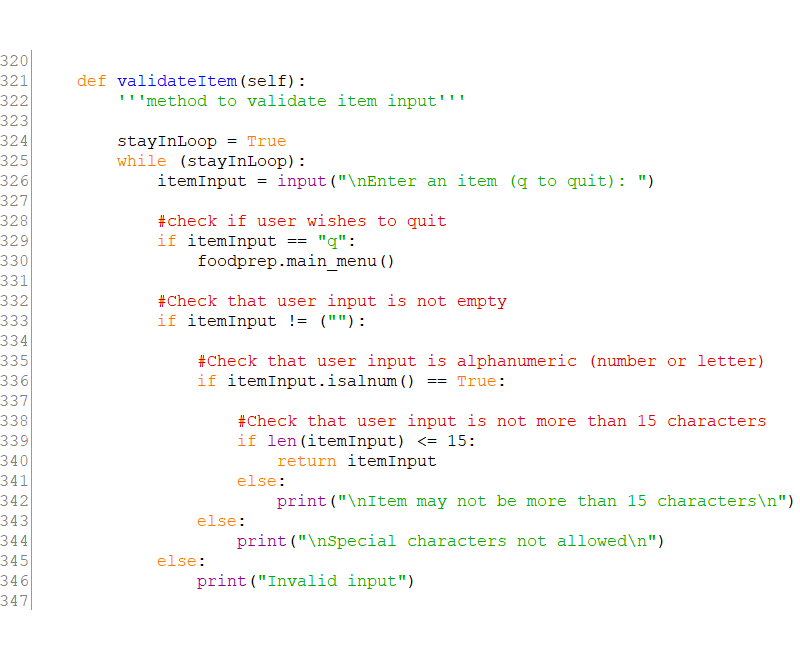 320
321 def validateItem(self):
322 '''method to validate item input'''
323
324 stayInLoop = True
325 while (stayInLoop):
326 itemInput = input("\nEnter an item (q to quit): ")
327
328 #check if user wishes to quit
329 if itemInput == "q":
330 foodprep.main_menu()
331
332 #Check that user input is not empty
333 if itemInput != (""):
334
335 #Check that user input is alphanumeric (number or letter)
336 if itemInput.isalnum() == True:
337
338 #Check that user input is not more than 15 characters
339 if len(itemInput) <= 15:
340 return itemInput
341 else:
342 print("\nItem may not be more than 15 characters\n")
343 else:
344 print("\nSpecial characters not allowed\n")
345 else:
346 print("Invalid input")
347